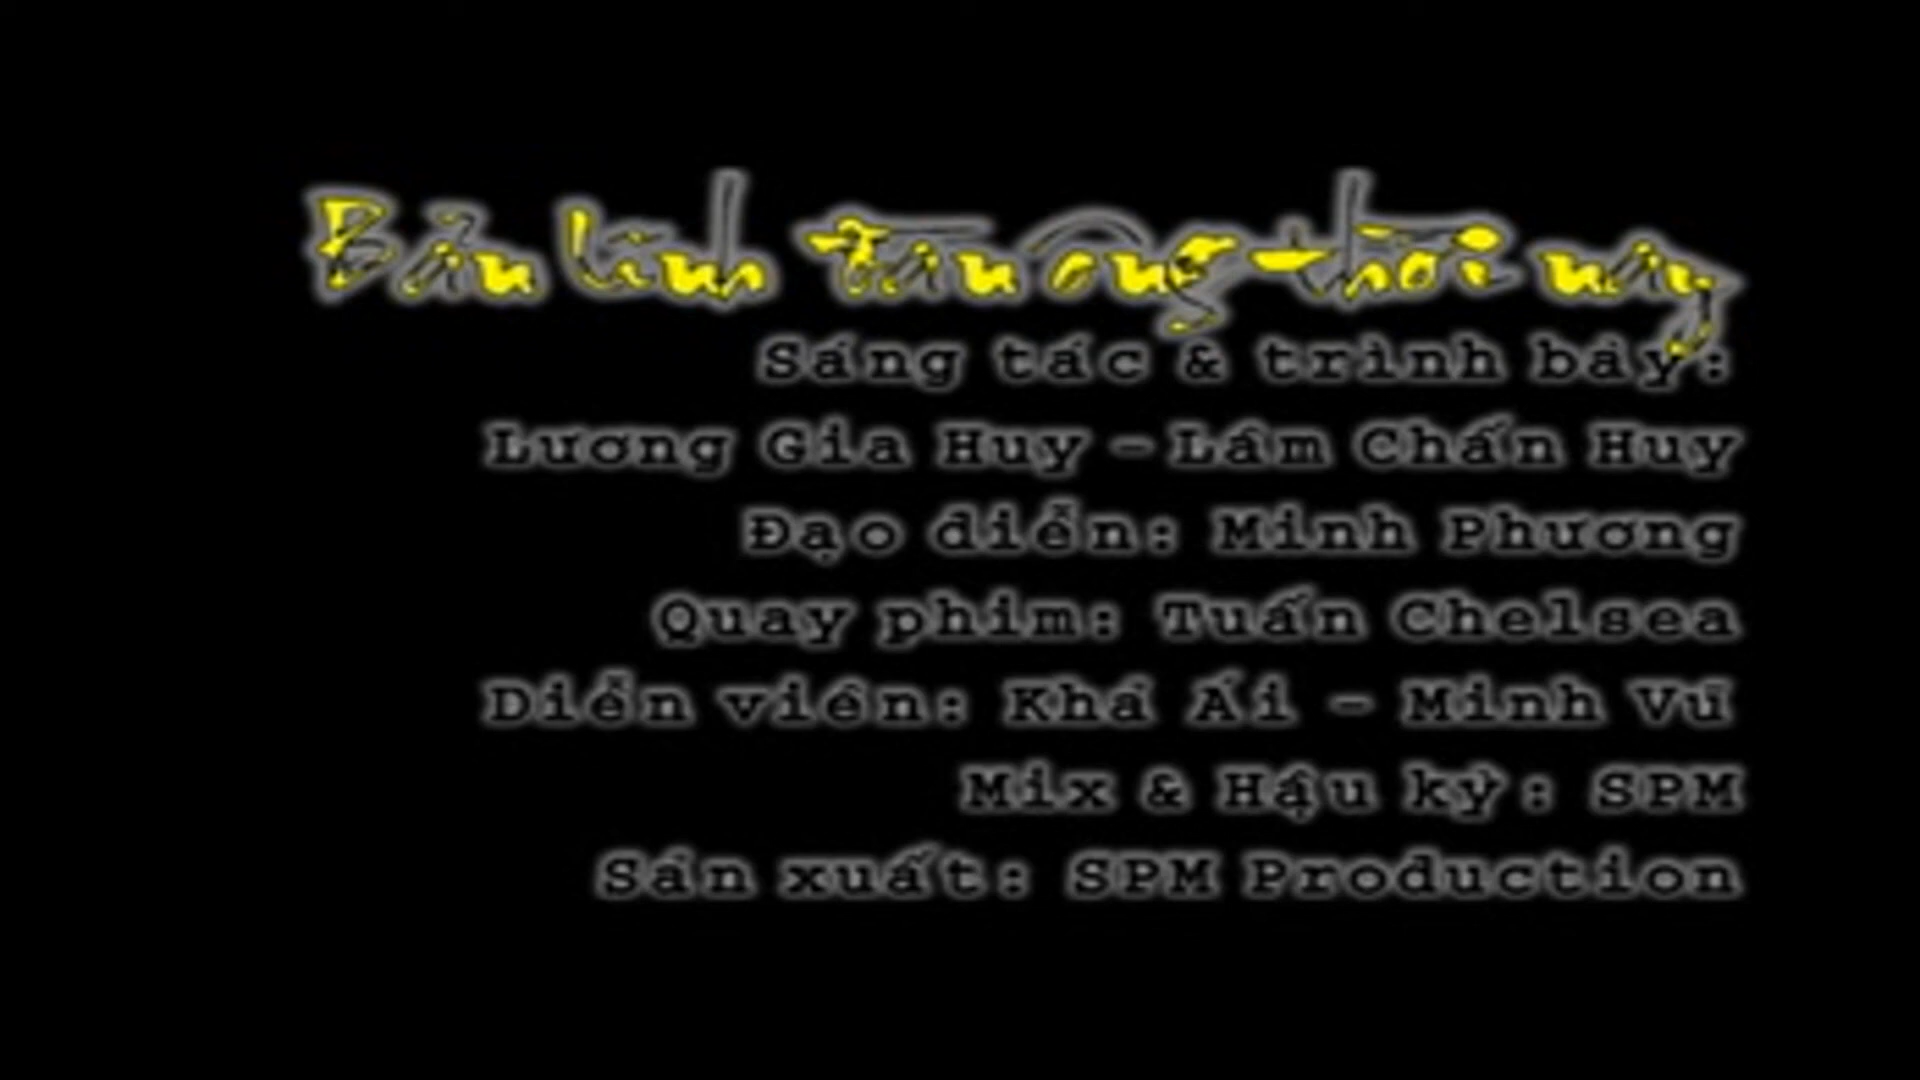 Bản lĩnh đàn ông thời nay
Sáng tác & trình bày:
Lương Gia Huy - Lâm Chấn Huy
Đạo diễn: Minh Phương
Quay phim: Tuấn Chelsea
Diễn viên: Khả Ái - Minh Vũ
Mix & Hậu kỳ: SPM
Sản xuất: SPM Production